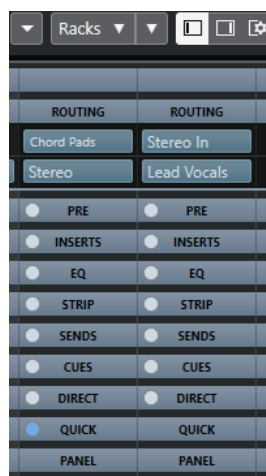 Racks
ROUTING ROUTING
Chord Pads Stereo In
Stereo Lead Vocals
PRE PRE
INSERTS INSERTS
EQ EQ
STRIP STRIP
SENDS SENDS
CUES CUES
DIRECT DIRECT
QUICK QUICK
PANEL PANEL